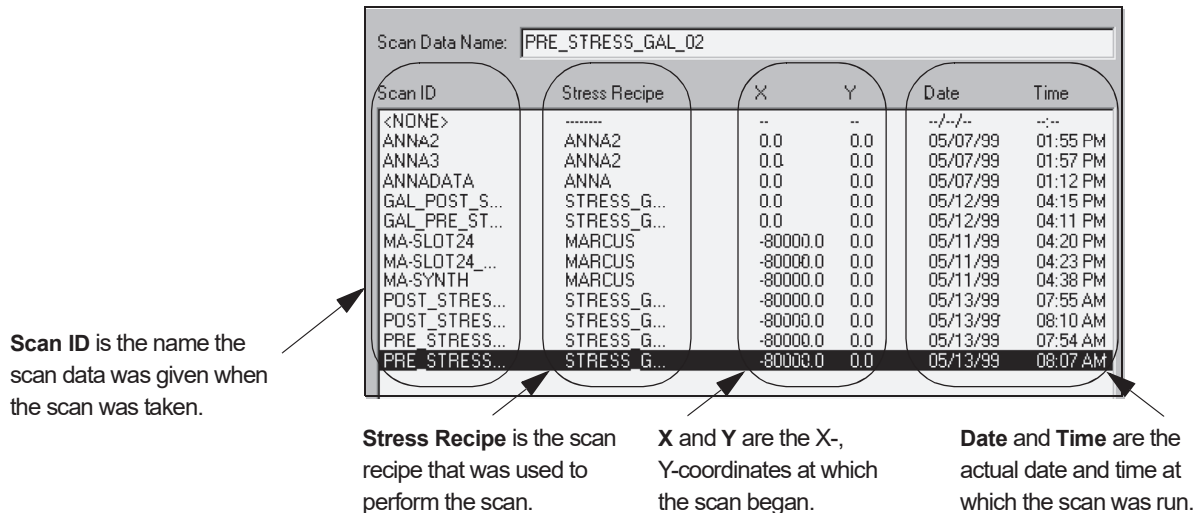 Scan Data Name: PRE_STRESS_GAL_02
Scan ID Stress Recipe X Y Date Time
<NONE> -------- -- -- --/--/-- --:--
ANNA2 ANNA2 0.0 0.0 05/07/99 01:55 PM
ANNA3 ANNA2 0.0 0.0 05/07/99 01:57 PM
ANNADATA ANNA 0.0 0.0 05/07/99 01:12 PM
GAL_POST_S... STRESS_G... 0.0 0.0 05/12/99 04:15 PM
GAL_PRE_ST... STRESS_G... 0.0 0.0 05/12/99 04:11 PM
MA-SLOT24 MARCUS -80000.0 0.0 05/11/99 04:20 PM
MA-SLOT24_... MARCUS -80000.0 0.0 05/11/99 04:23 PM
MA-SYNTH MARCUS -80000.0 0.0 05/11/99 04:38 PM
POST_STRES... STRESS_G... -80000.0 0.0 05/13/99 07:55 AM
POST_STRES... STRESS_G... -80000.0 0.0 05/13/99 08:10 AM
PRE_STRESS... STRESS_G... -80000.0 0.0 05/13/99 07:54 AM
PRE_STRESS... STRESS_G... -80000.0 0.0 05/13/99 08:07 AM
Scan ID is the name the
scan data was given when
the scan was taken.
Stress Recipe is the scan
recipe that was used to
perform the scan.
X and Y are the X-,
Y-coordinates at which
the scan began.
Date and Time are the
actual date and time at
which the scan was run.